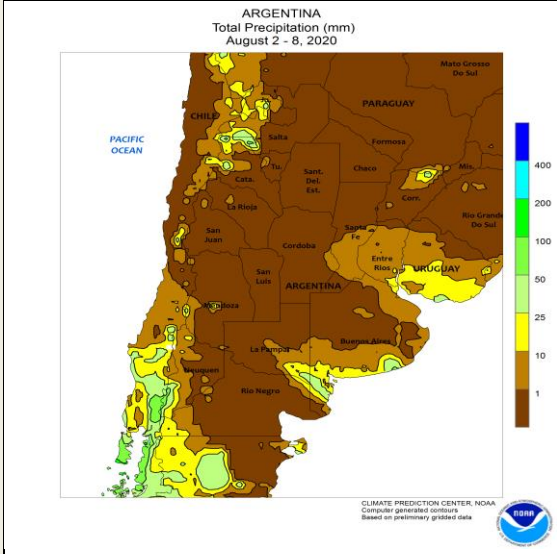 ARGENTINA
Total Precipitation (mm)
August 2 - 8, 2020
Mato Grosso
Do Sul
PARAGUAY
CHILE
PACIFIC
OCEAN
Salta
Formosa
Tu.
Chaco
Mis.
Cata.
Sant.
Del.
Est.
Corr.
La Rioja
Rio Grande
Do Sul
San
Juan
Santa
Fe
Cordoba
Entre
Rios
URUGUAY
San
Luis
ARGENTINA
Mendoza
La Pampa
Buenos Aires
Neuquen
Rio Negro
400
200
100
50
25
10
1
CLIMATE PREDICTION CENTER, NOAA
Computer generated contours
Based on preliminary gridded data
NOAA